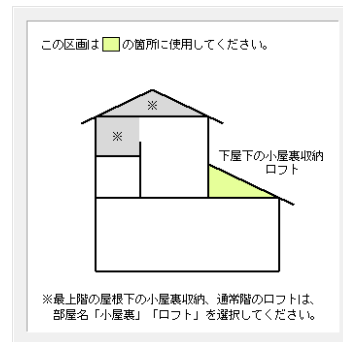 この区画は の箇所に使用してください。
※
※
下屋下の小屋裏収納
ロフト
※最上階の屋根下の小屋裏収納、通常階のロフトは、
部屋名「小屋裏」「ロフト」を選択してください。